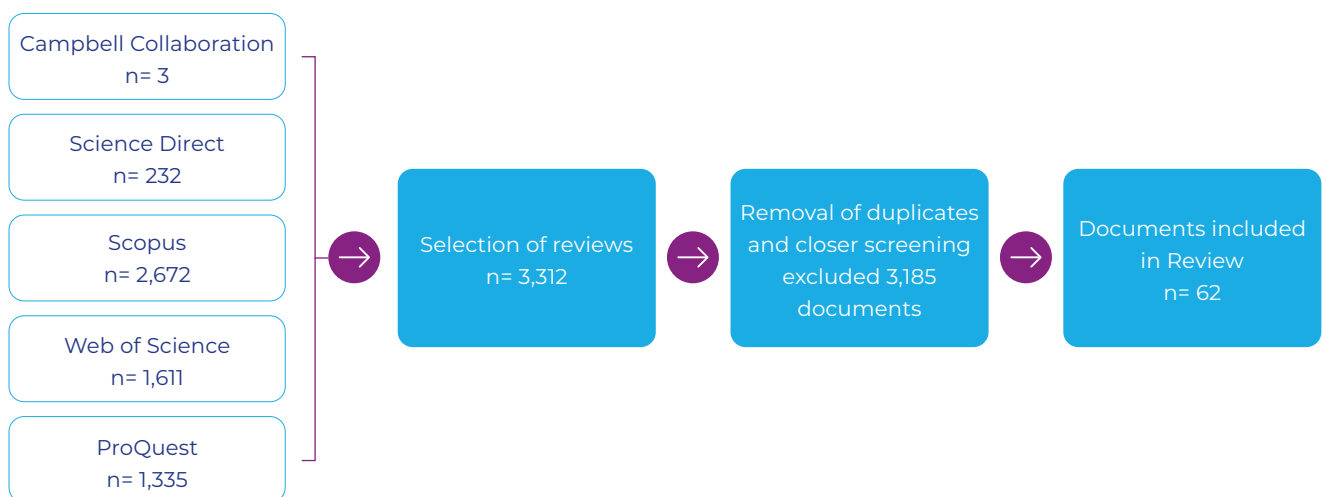 Campbell Collaboration
n= 3
Science Direct
n= 232
Scopus
n= 2,672
Web of Science
n= 1,611
ProQuest
n= 1,335
Selection of reviews
n= 3,312
Removal of duplicates
and closer screening
excluded 3,185
documents
Documents included
in Review
n= 62